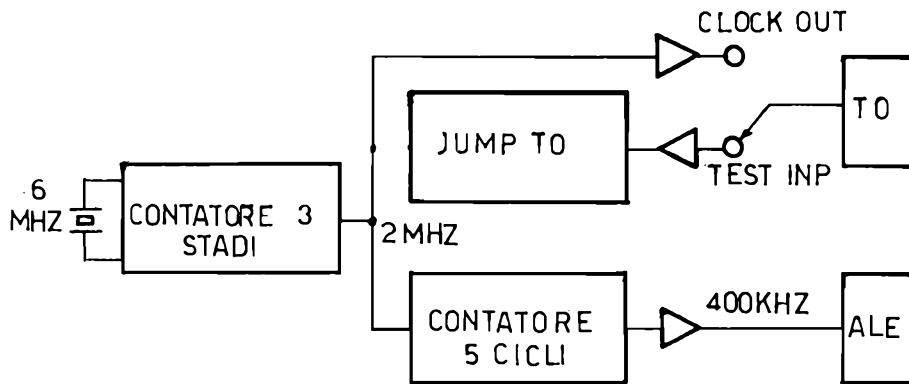 CLOCK OUT
TO
JUMP TO
TEST INP
6
MHZ
CONTATORE 3
STADI
2MHZ
400KHZ
CONTATORE
5 CICLI
ALE